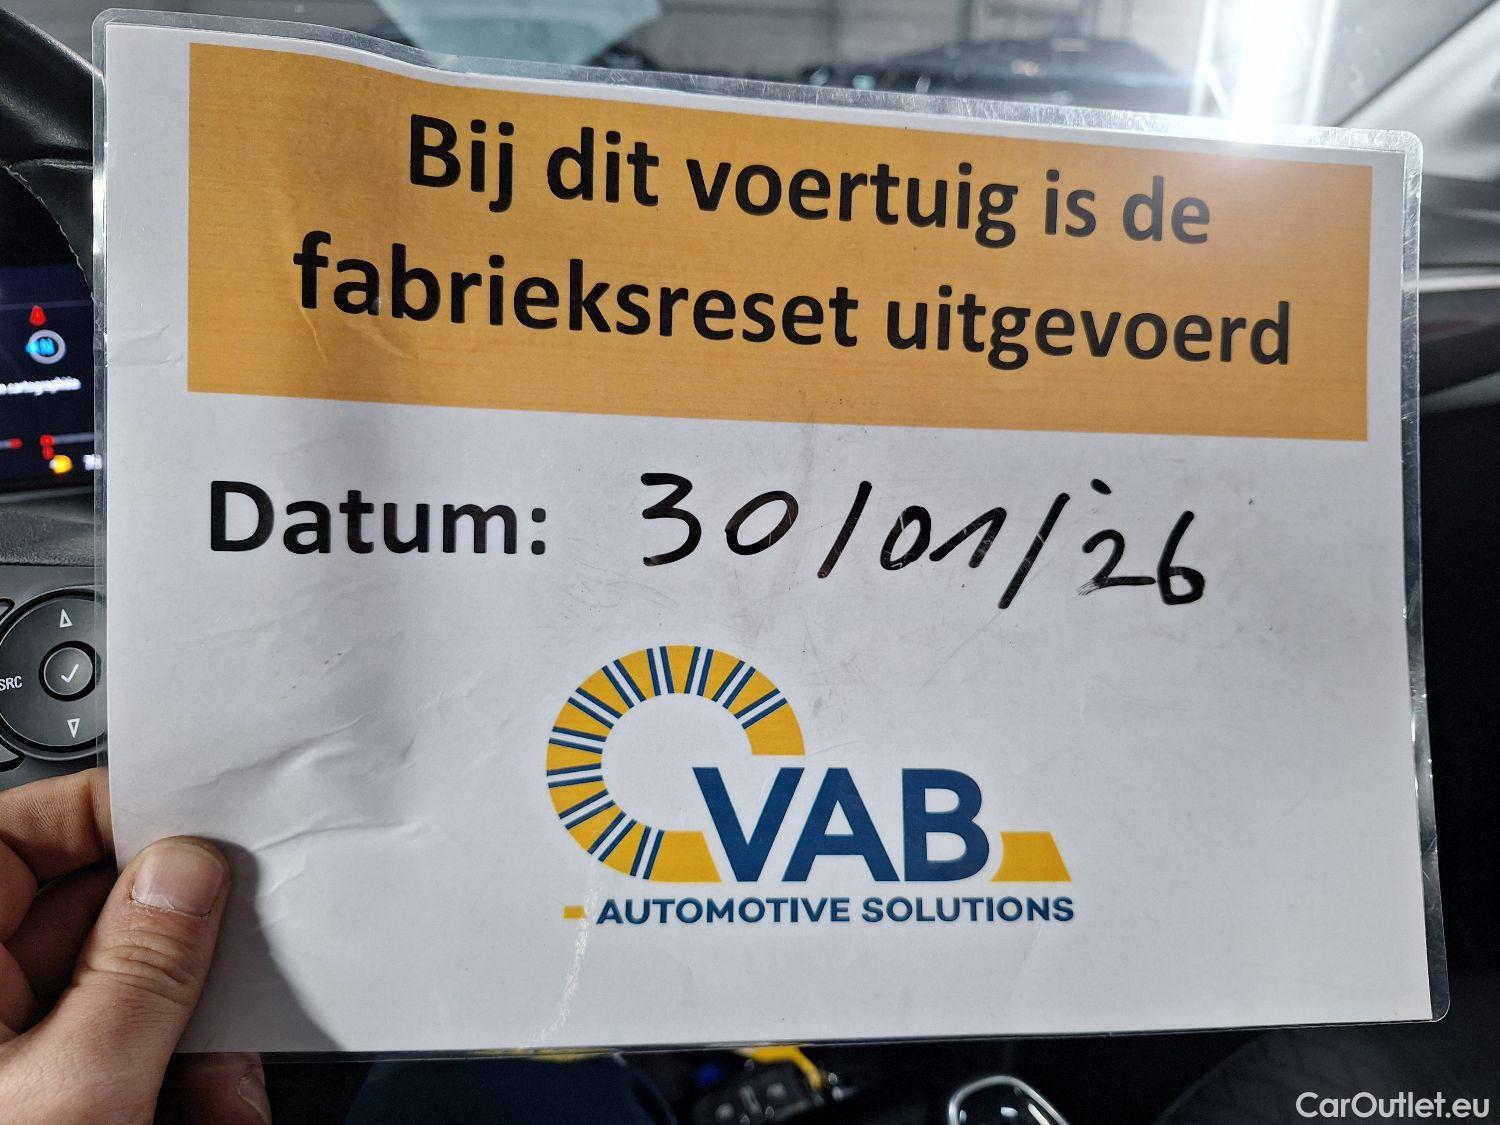 Bij dit voertuig is de
fabrieksreset uitgevoerd
Datum: 30/01/26
VAB
AUTOMOTIVE SOLUTIONS
SRC
CarOutlet.eu